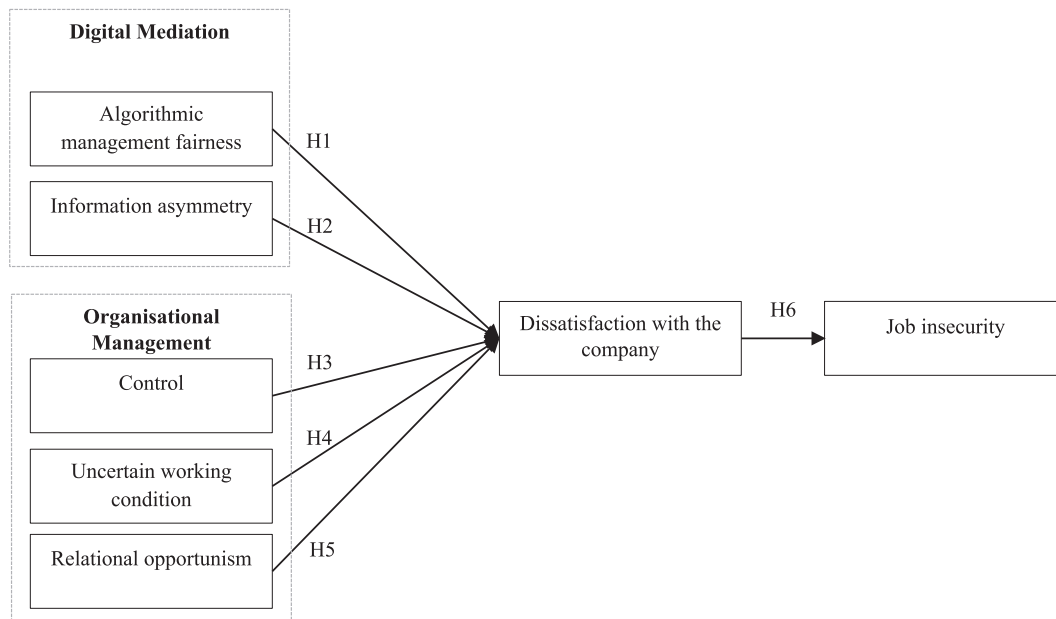 Digital Mediation
Algorithmic
management fairness
H1
Information asymmetry
H2
Organisational
Management
Control
H3
Uncertain working
condition
H4
Relational opportunism
H5
Dissatisfaction with the
company
H6
Job insecurity